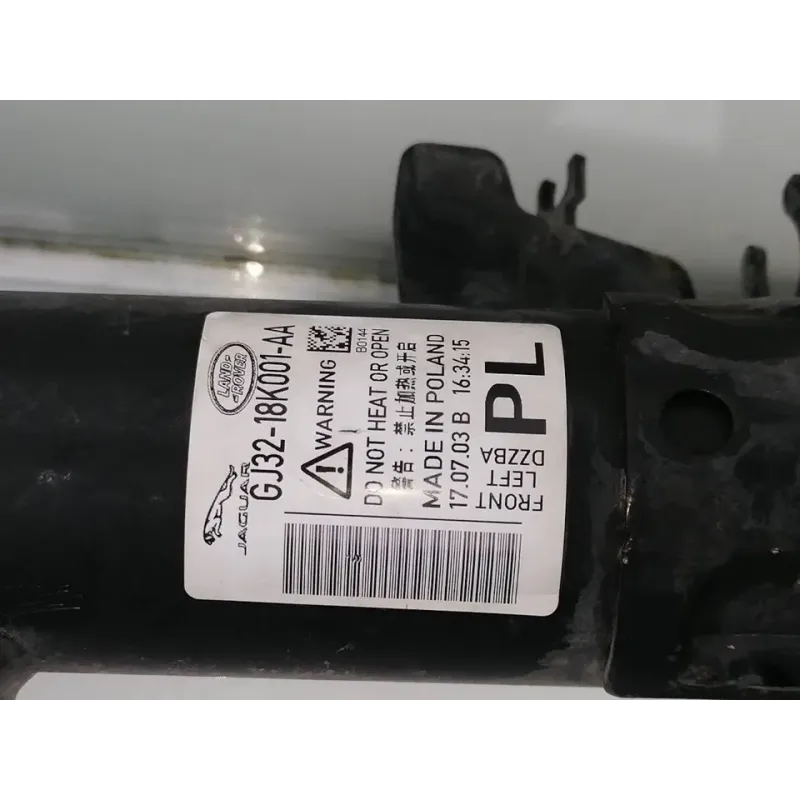 LAND-
ROVER
JAGUAR
GJ32-18K001-AA
B0144
WARNING
DO NOT HEAT OR OPEN
警告：禁止加热或开启
MADE IN POLAND
17.07.03 B 16:34:15
PL
FRONT
LEFT
DZZBA